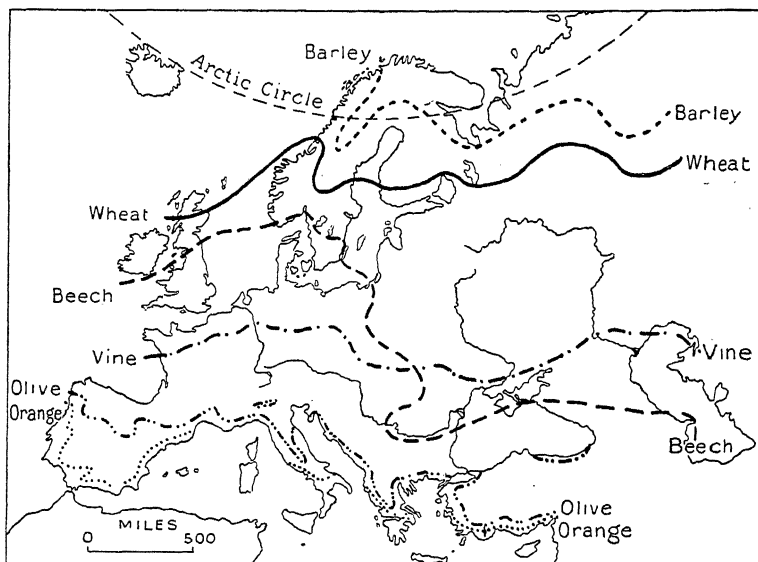 Barley
Arctic Circle
Barley
Wheat
Wheat
Beech
Vine
Vine
Olive
Orange
Beech
Olive
Orange
MILES
0 500